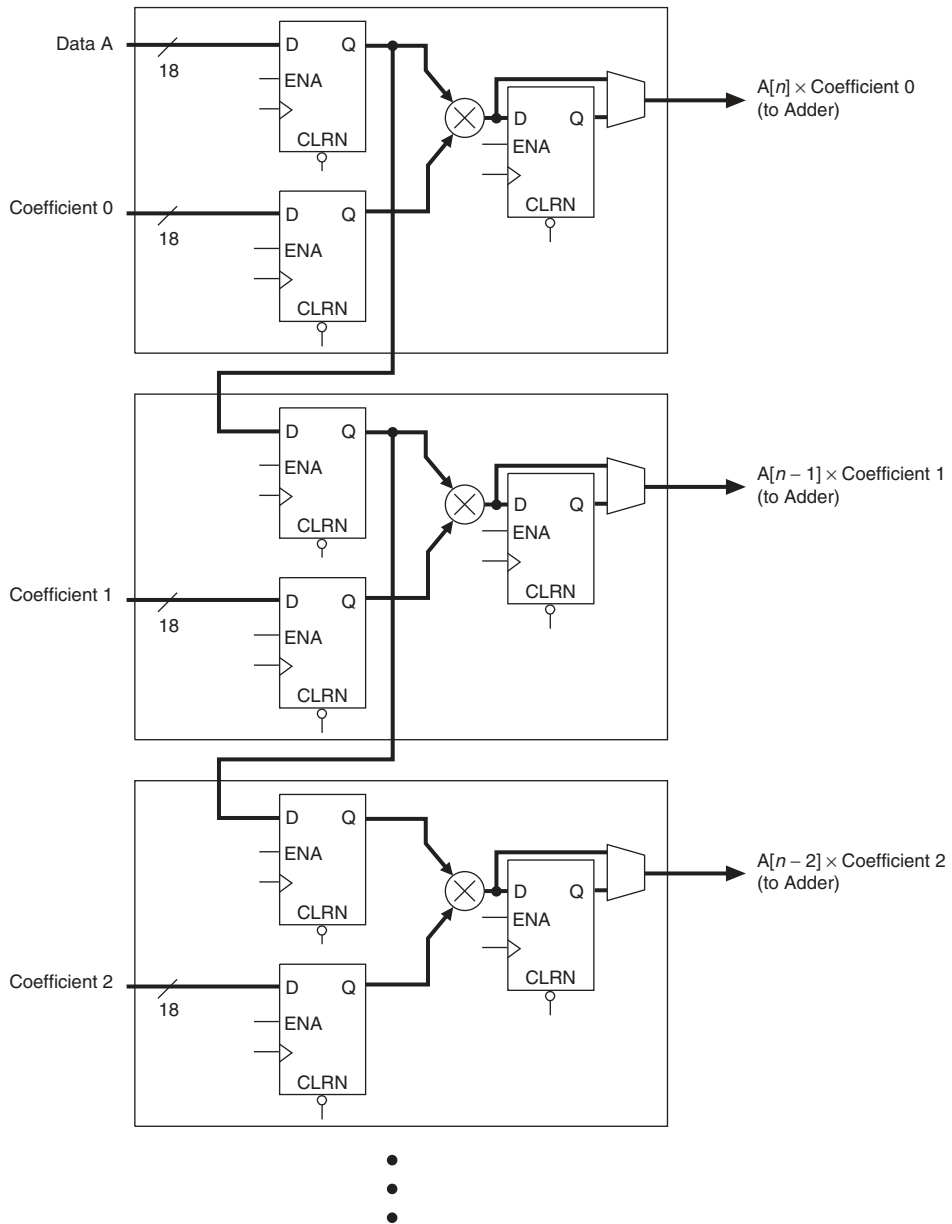 Data A
18
D Q
ENA
CLRN
Coefficient 0
18
D Q
ENA
CLRN
D Q
ENA
CLRN
A[n] × Coefficient 0
(to Adder)
D Q
ENA
CLRN
Coefficient 1
18
D Q
ENA
CLRN
D Q
ENA
CLRN
A[n – 1] × Coefficient 1
(to Adder)
D Q
ENA
CLRN
Coefficient 2
18
D Q
ENA
CLRN
D Q
ENA
CLRN
A[n – 2] × Coefficient 2
(to Adder)